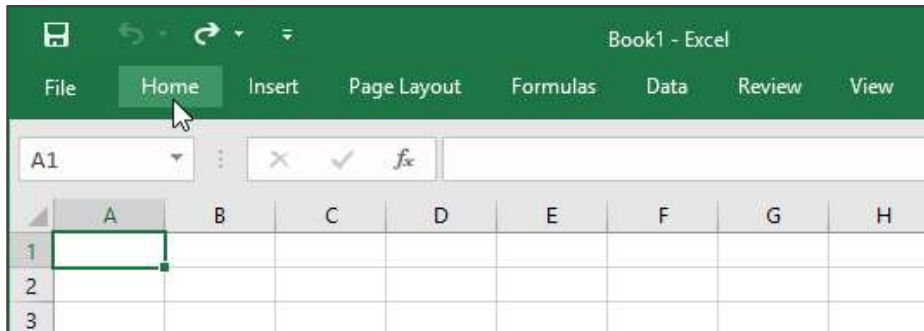 Book1 - Excel
File Home Insert Page Layout Formulas Data Review View
A1 fx
A B C D E F G H
1
2
3